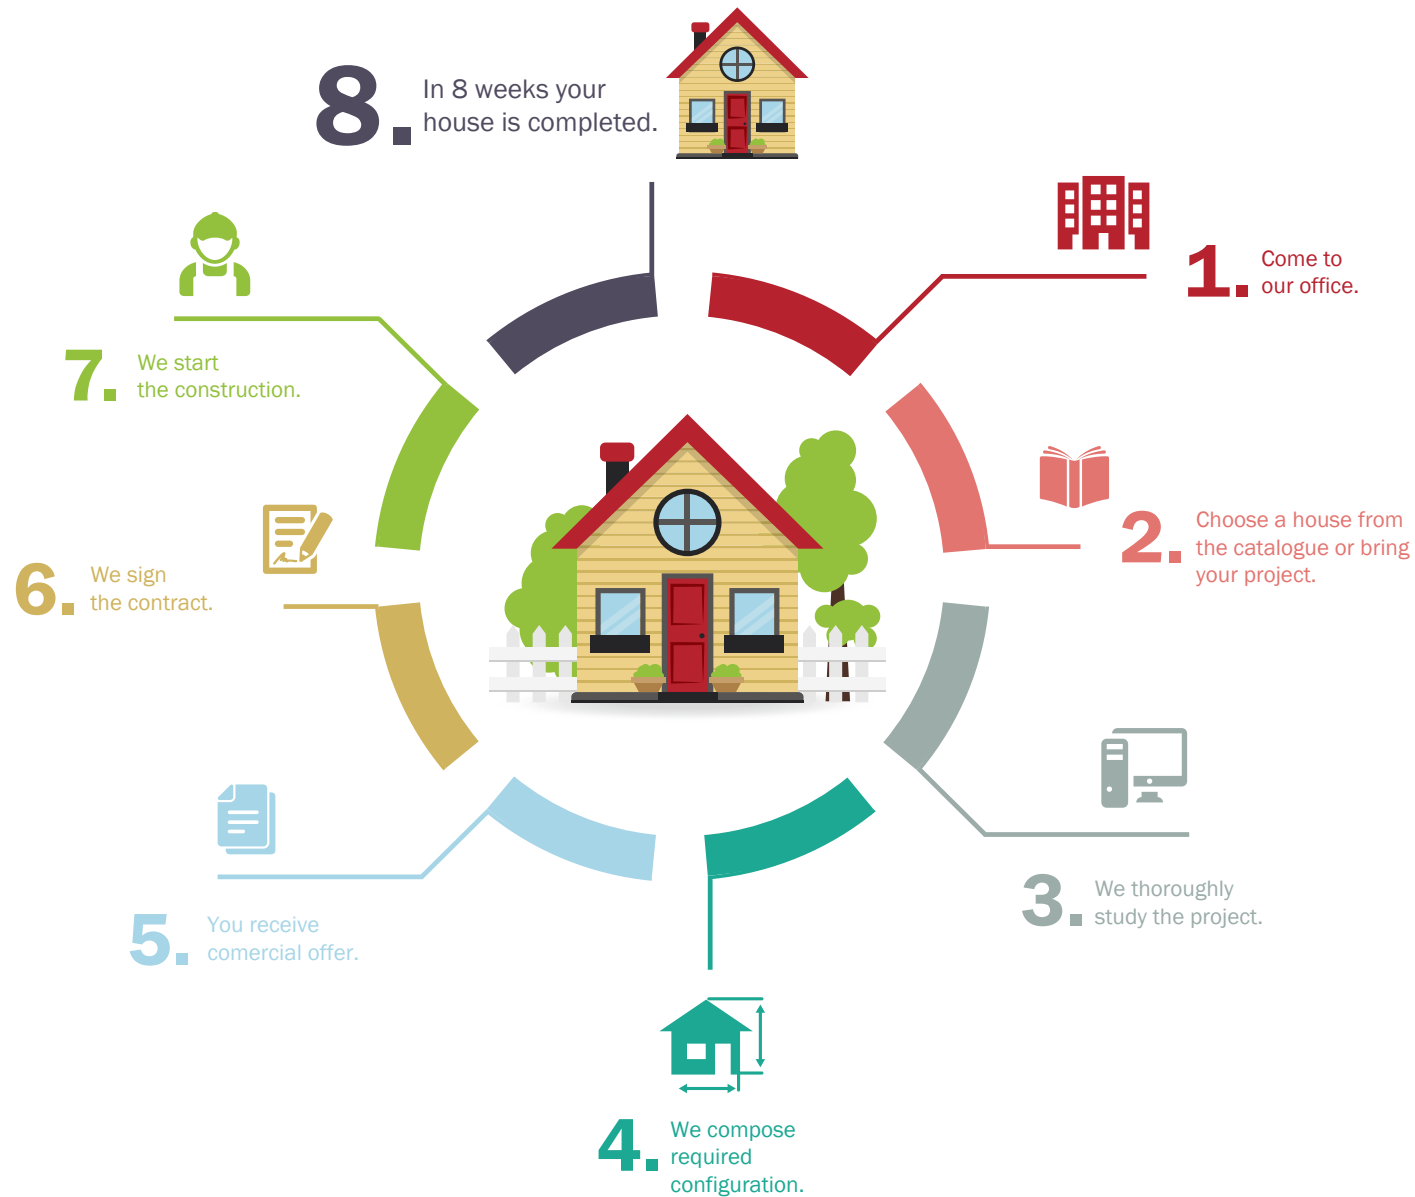 8. In 8 weeks your
house is completed.
1. Come to
our office.
2. Choose a house from
the catalogue or bring
your project.
3. We thoroughly
study the project.
4. We compose
required
configuration.
5. You receive
comercial offer.
6. We sign
the contract.
7. We start
the construction.